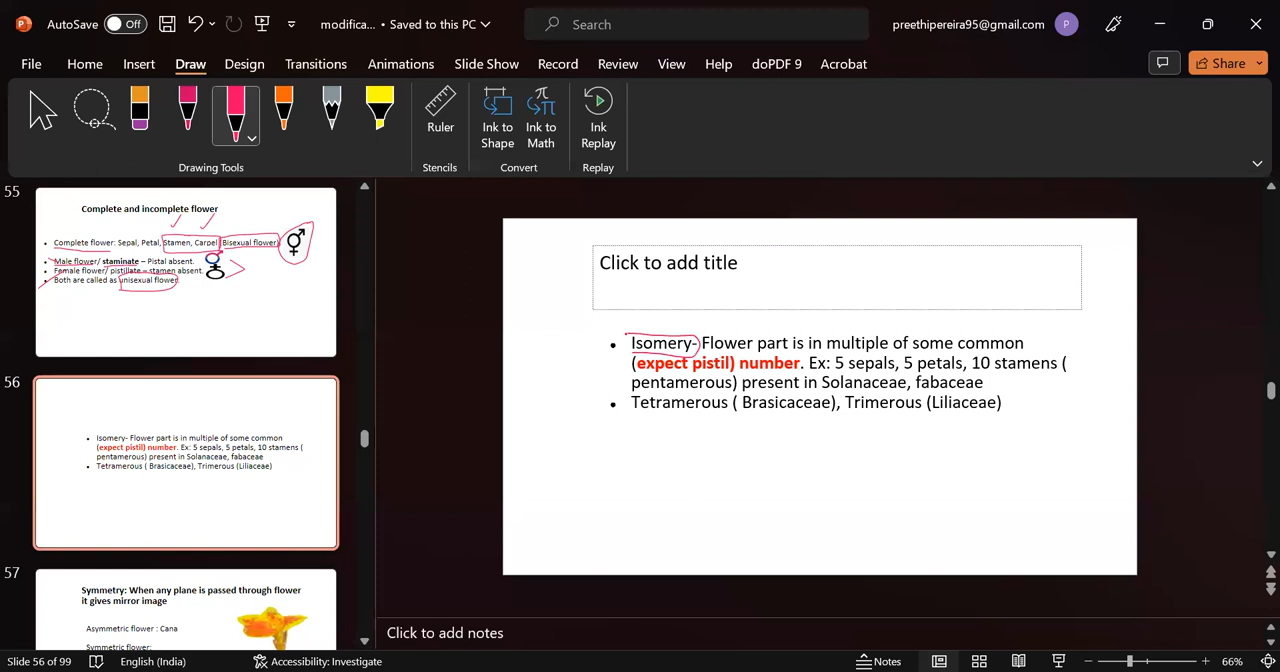 AutoSave Off modifica... • Saved to this PC Search preethipereira95@gmail.com P
File Home Insert Draw Design Transitions Animations Slide Show Record Review View Help doPDF 9 Acrobat Share
Ruler Ink to Shape Ink to Math Ink Replay
Drawing Tools Stencils Convert Replay
55
Complete and incomplete flower
• Complete flower: Sepal, Petal, Stamen, Carpel (Bisexual flower)
• Male flower/ staminate – Pistal absent.
• Female flower/ pistillate – stamen absent.
• Both are called as unisexual flower.
56
• Isomery- Flower part is in multiple of some common
(expect pistil) number. Ex: 5 sepals, 5 petals, 10 stamens (
pentamerous) present in Solanaceae, fabaceae
• Tetramerous ( Brasicaceae), Trimerous (Liliaceae)
57
Symmetry: When any plane is passed through flower
it gives mirror image
Asymmetric flower : Cana
Symmetric flower:
Click to add title
• Isomery- Flower part is in multiple of some common
(expect pistil) number. Ex: 5 sepals, 5 petals, 10 stamens (
pentamerous) present in Solanaceae, fabaceae
• Tetramerous ( Brasicaceae), Trimerous (Liliaceae)
Click to add notes
Slide 56 of 99 English (India) Accessibility: Investigate Notes 66%